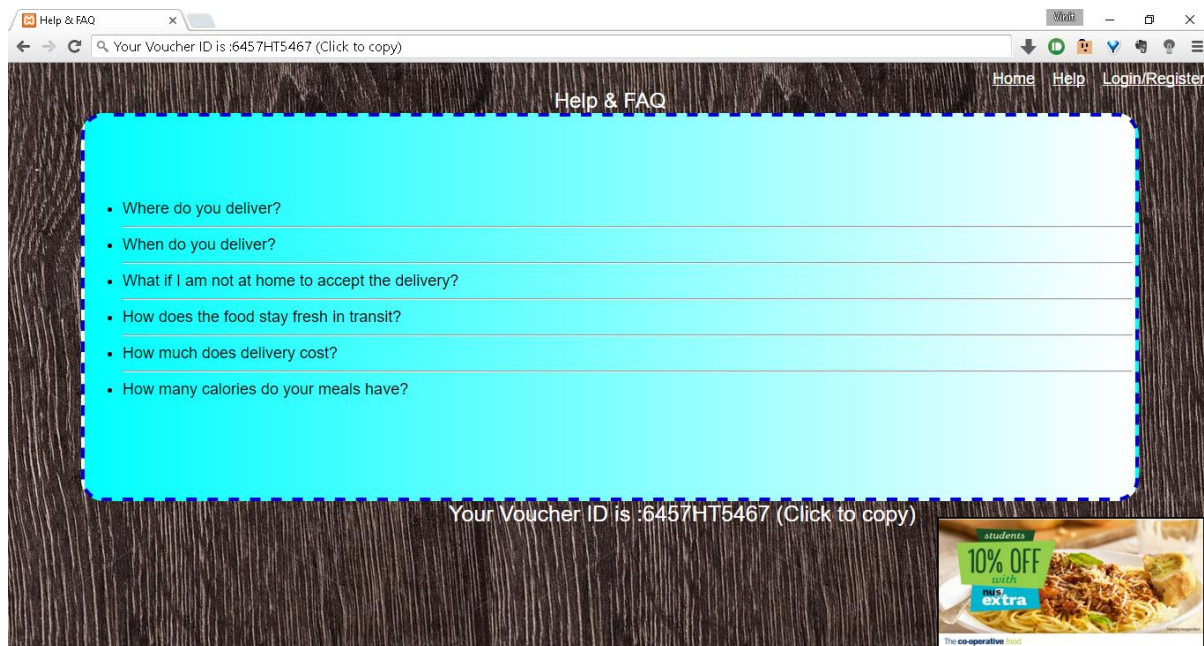 Help & FAQ
Vinit
Your Voucher ID is :6457HT5467 (Click to copy)
Home Help Login/Register
Help & FAQ
Where do you deliver?
When do you deliver?
What if I am not at home to accept the delivery?
How does the food stay fresh in transit?
How much does delivery cost?
How many calories do your meals have?
Your Voucher ID is :6457HT5467 (Click to copy)
students
10% OFF
with
nus
extra
The co-operative food